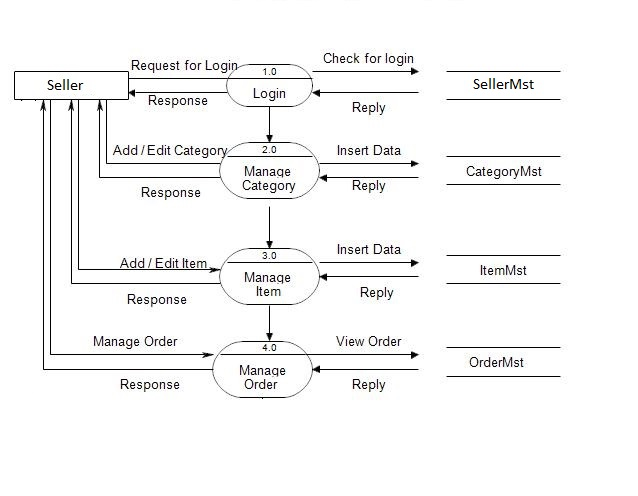 Check for login
Request for Login
1.0
Seller
SellerMst
Login
Response
Reply
Add / Edit Category
2.0
Insert Data
Manage
Category
CategoryMst
Response
Reply
Insert Data
3.0
Add / Edit Item
Manage
Item
ItemMst
Response
Reply
Manage Order
4.0
View Order
Manage
Order
OrderMst
Response
Reply